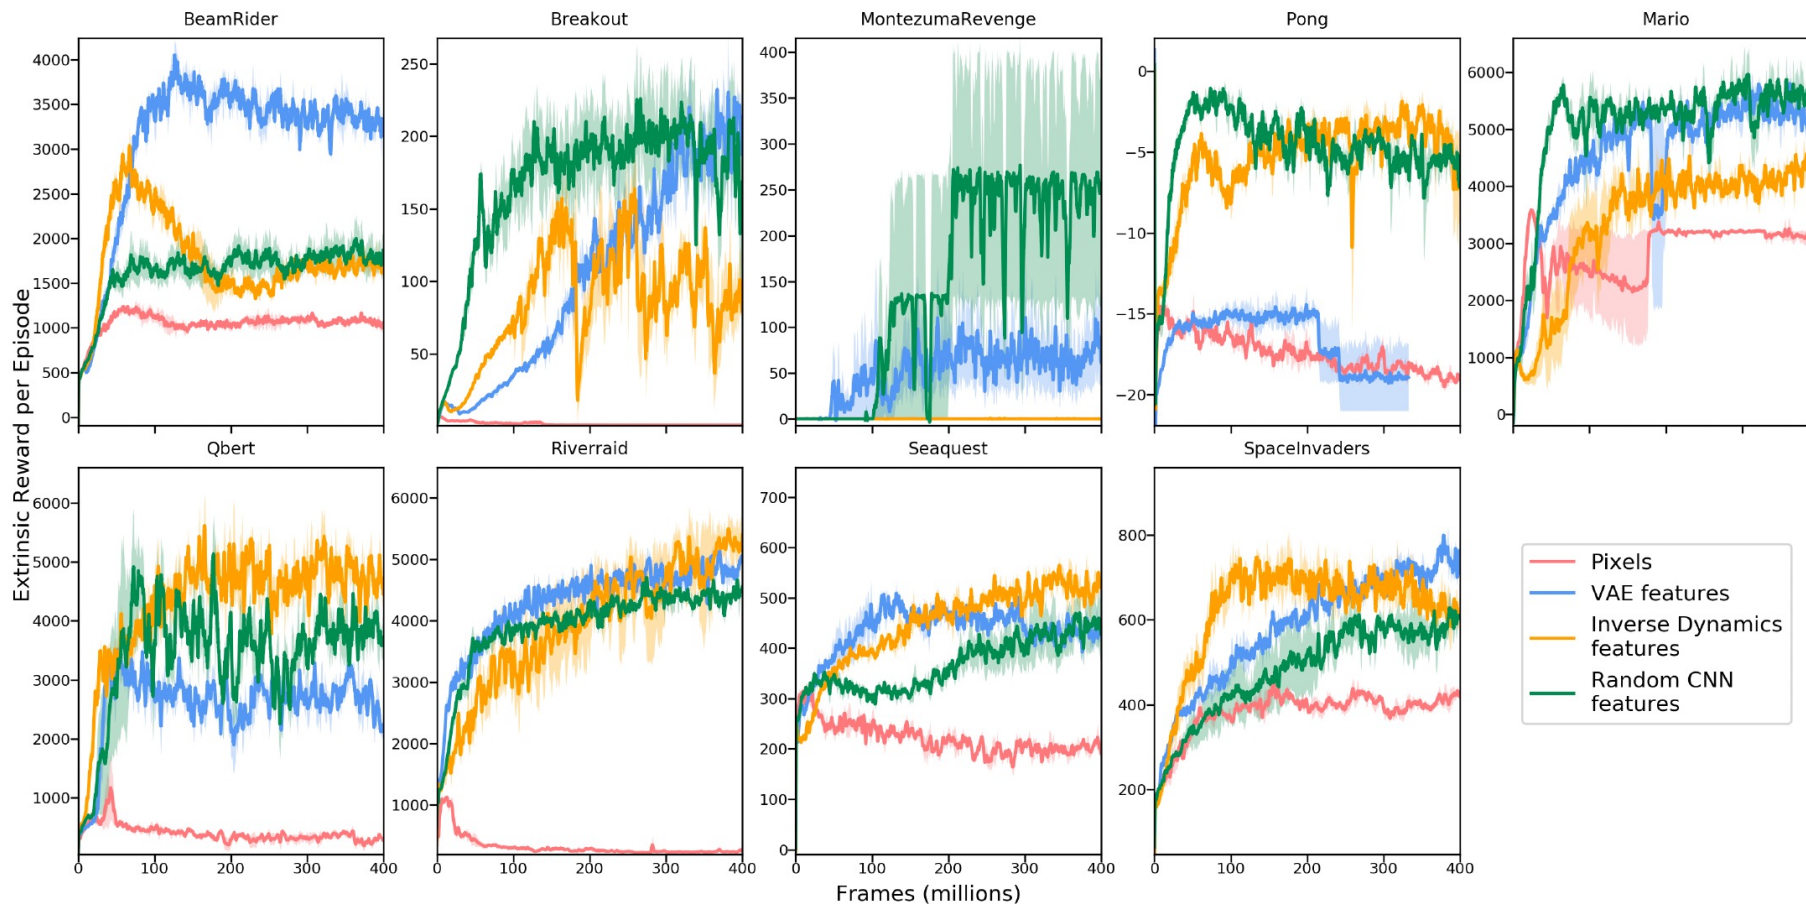 BeamRider
Breakout
MontezumaRevenge
Pong
Mario
Extrinsic Reward per Episode
4000
3500
3000
2500
2000
1500
1000
500
0
250
200
150
100
50
400
350
300
250
200
150
100
50
0
0
−5
−10
−15
−20
6000
5000
4000
3000
2000
1000
0
Qbert
Riverraid
Seaquest
SpaceInvaders
6000
5000
4000
3000
2000
1000
0 100 200 300 400
6000
5000
4000
3000
2000
1000
0 100 200 300 400
700
600
500
400
300
200
100
0
0 100 200 300 400
800
600
400
200
0 100 200 300 400
Frames (millions)
Pixels
VAE features
Inverse Dynamics
features
Random CNN
features